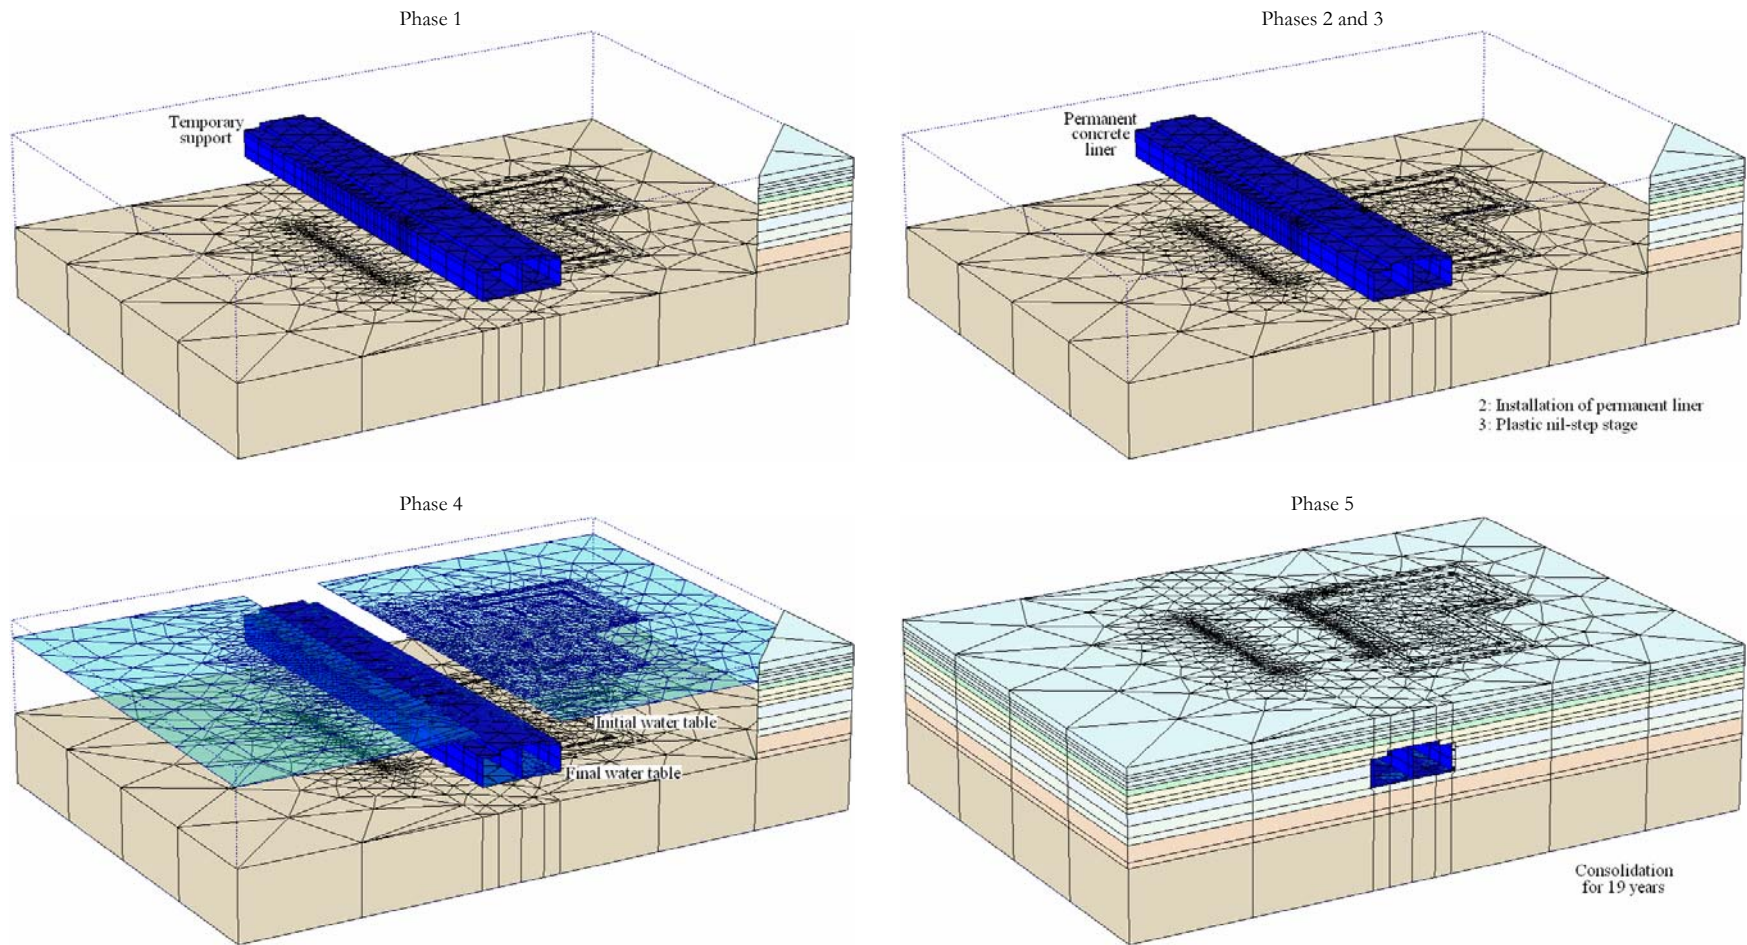 Phase 1
Phases 2 and 3
Temporary
support
Permanent
concrete
liner
2: Installation of permanent liner
3: Plastic nil-step stage
Phase 4
Phase 5
Initial water table
Final water table
Consolidation
for 19 years